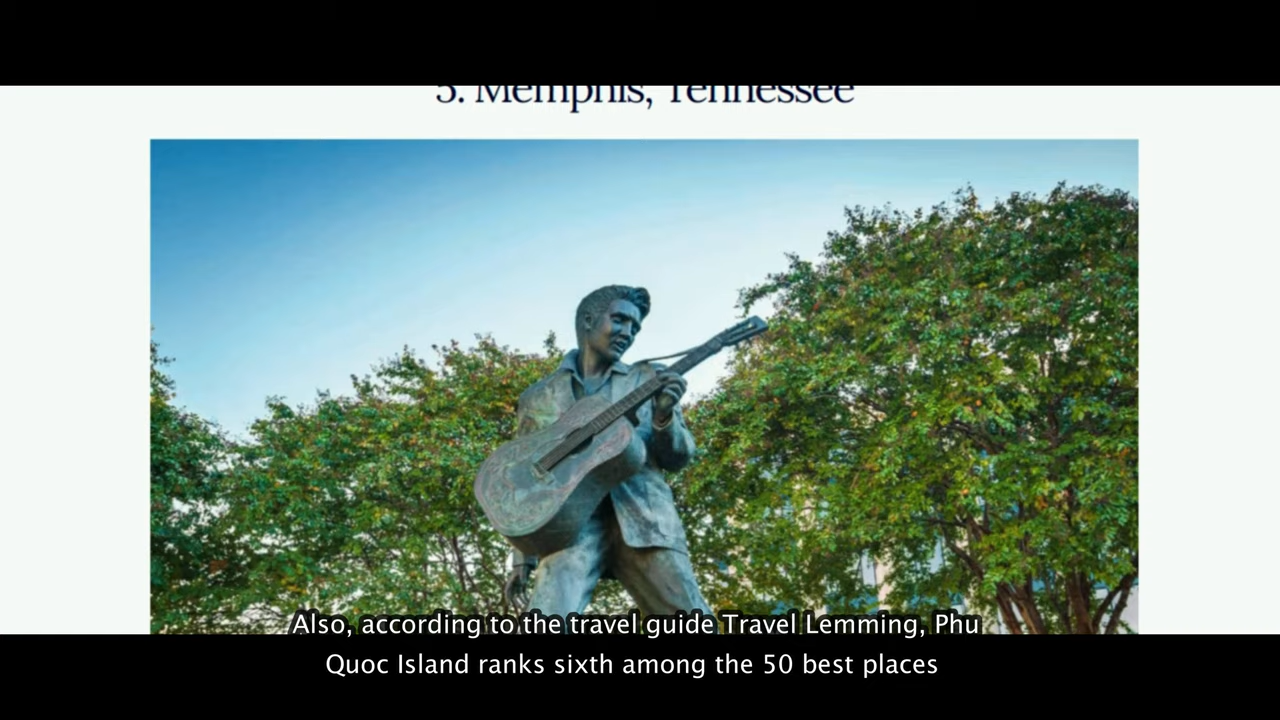 5. Memphis, Tennessee
Also, according to the travel guide Travel Lemming, Phu
Quoc Island ranks sixth among the 50 best places